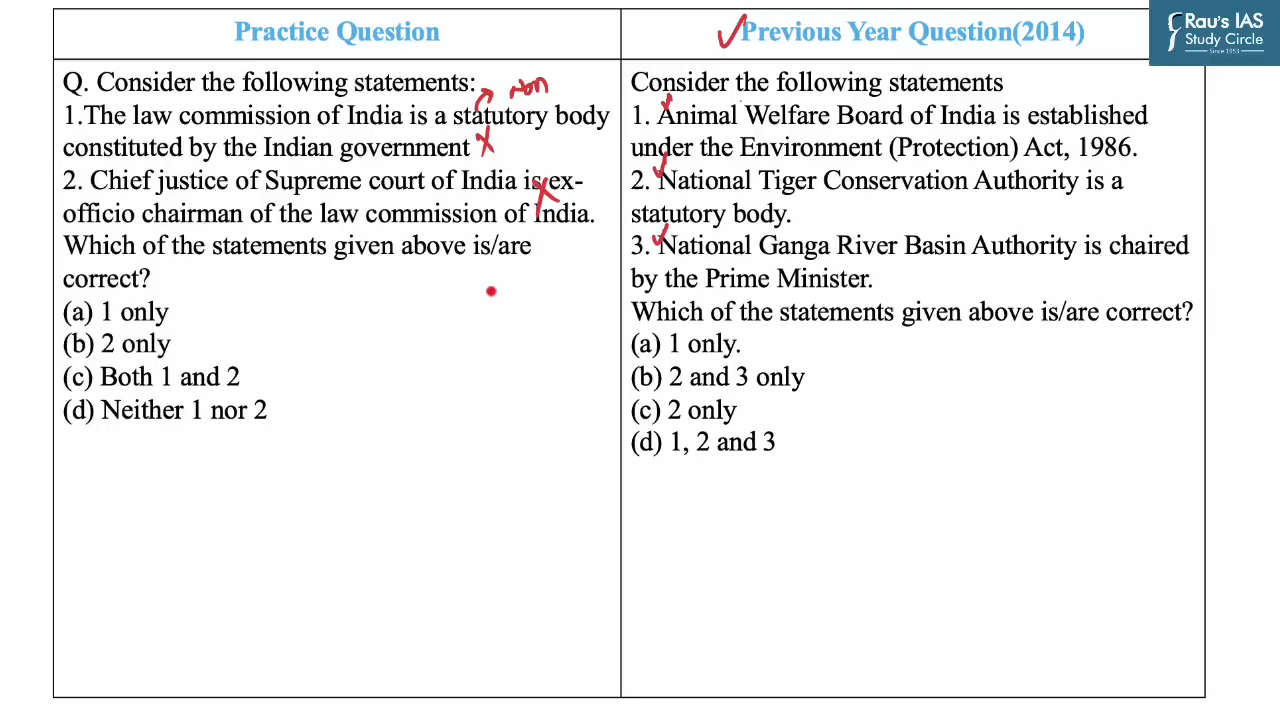 Rau's IAS
Study Circle
Since 1953
Practice Question
Q. Consider the following statements:
non
1.The law commission of India is a statutory body
constituted by the Indian government
2. Chief justice of Supreme court of India is ex-
officio chairman of the law commission of India.
Which of the statements given above is/are
correct?
(a) 1 only
(b) 2 only
(c) Both 1 and 2
(d) Neither 1 nor 2
Previous Year Question(2014)
Consider the following statements
1. Animal Welfare Board of India is established
under the Environment (Protection) Act, 1986.
2. National Tiger Conservation Authority is a
statutory body.
3. National Ganga River Basin Authority is chaired
by the Prime Minister.
Which of the statements given above is/are correct?
(a) 1 only.
(b) 2 and 3 only
(c) 2 only
(d) 1, 2 and 3